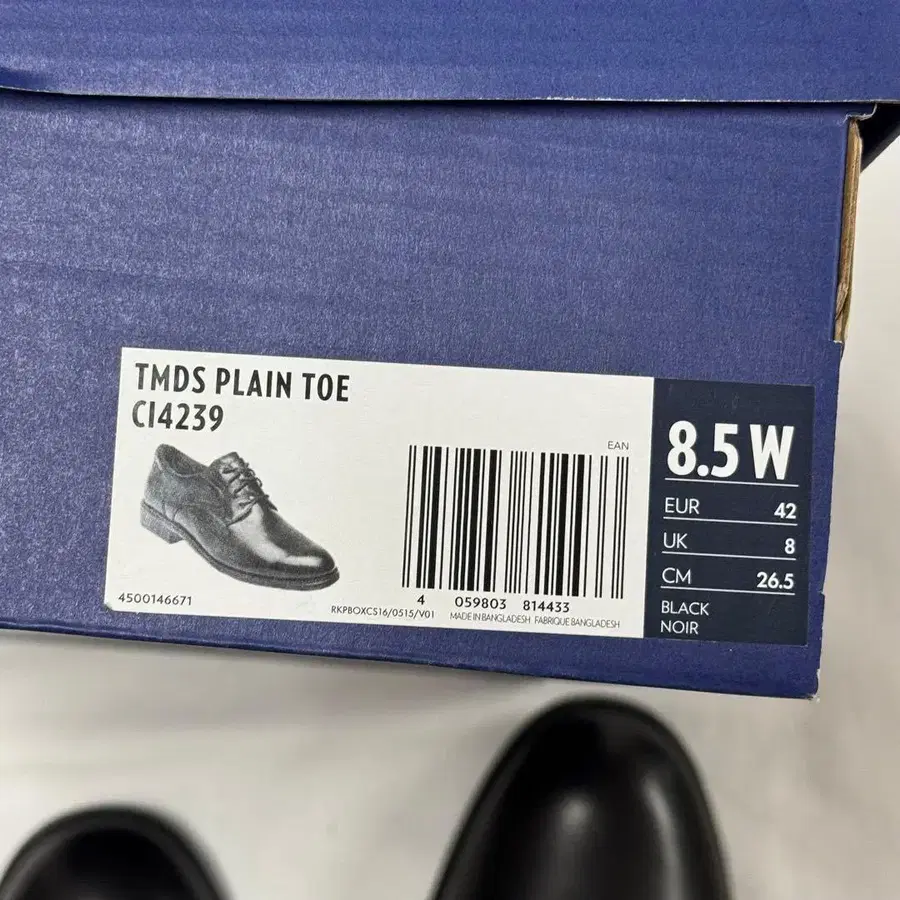 TMDS PLAIN TOE
CI4239
EAN
4 059803 814433
4500146671
RKPBOXCS16/0515/V01
MADE IN BANGLADESH FABRIQUE BANGLADESH
8.5 W
EUR 42
UK 8
CM 26.5
BLACK
NOIR